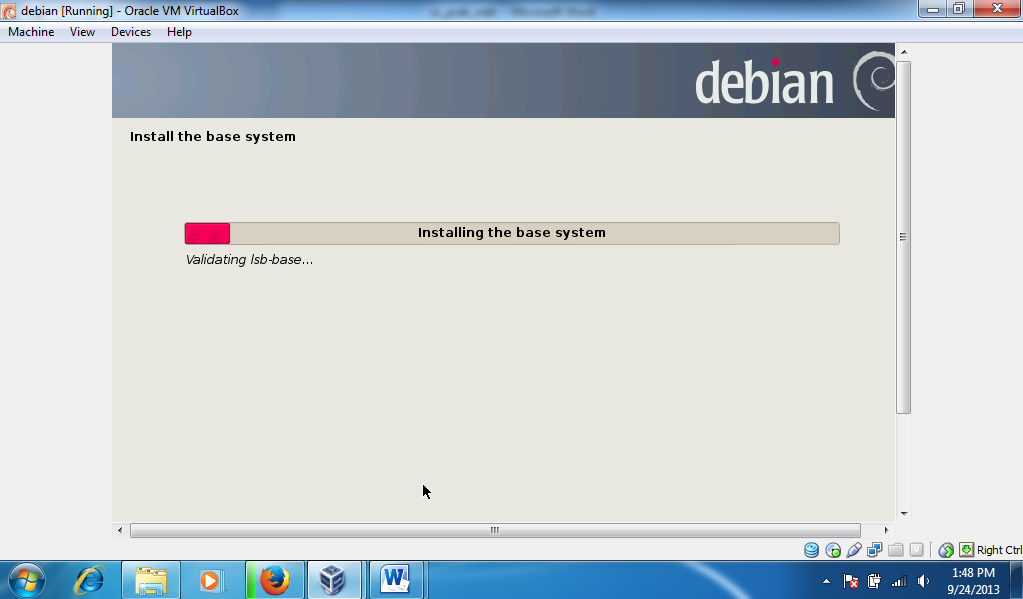 debian [Running] - Oracle VM VirtualBox
Machine View Devices Help
debian
Install the base system
Installing the base system
Validating lsb-base...
Right Ctrl
W
1:48 PM
9/24/2013